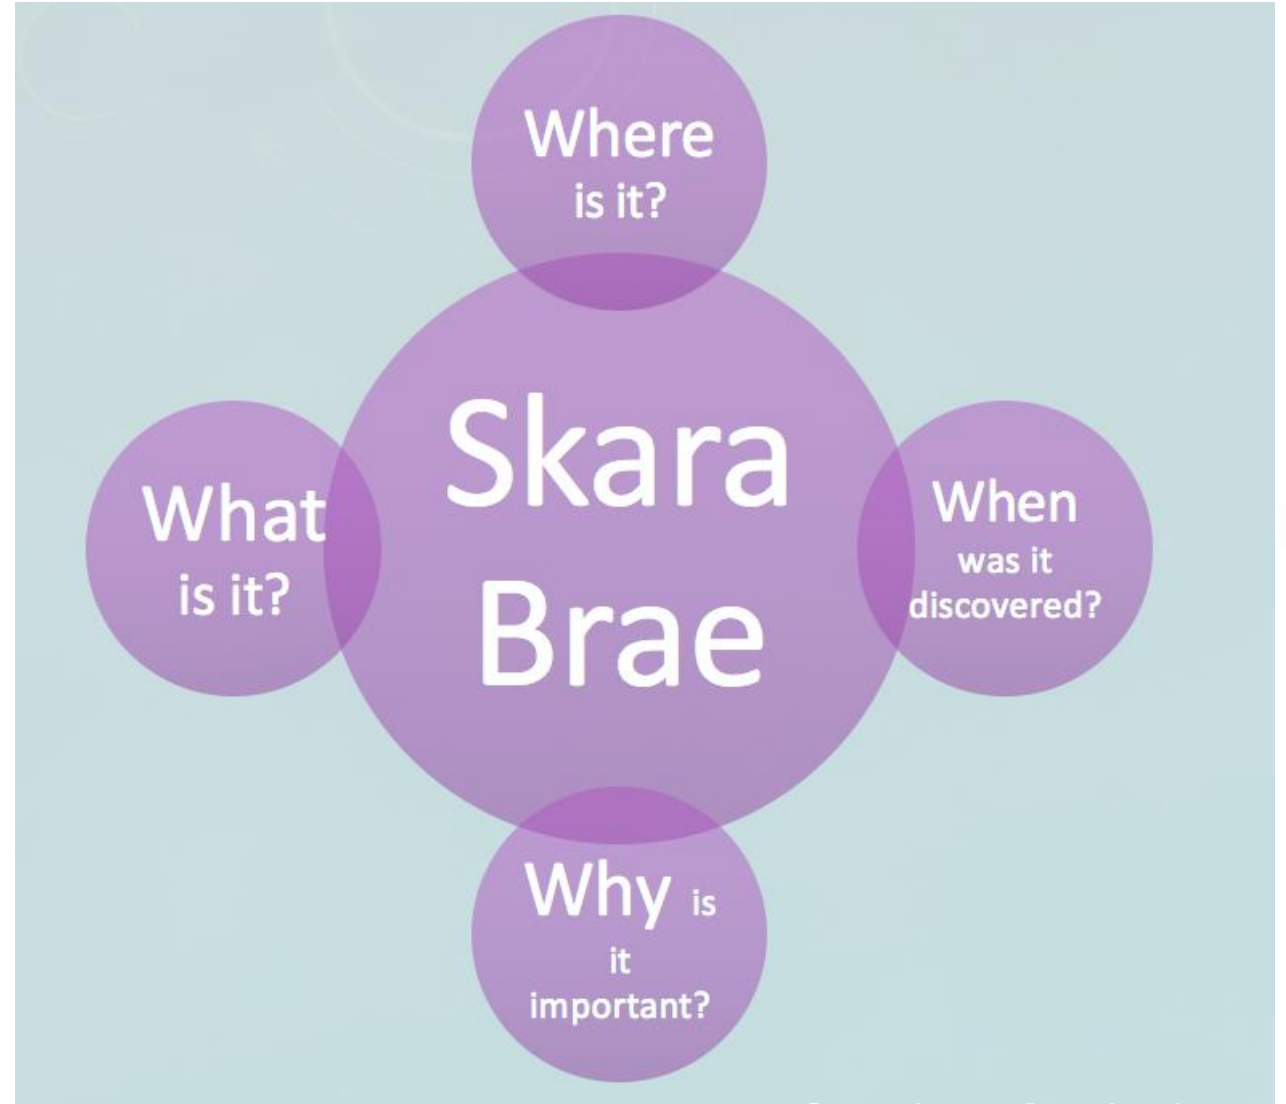 Where
is it?
Skara
Brae
What
is it?
When
was it
discovered?
Why is
it
important?